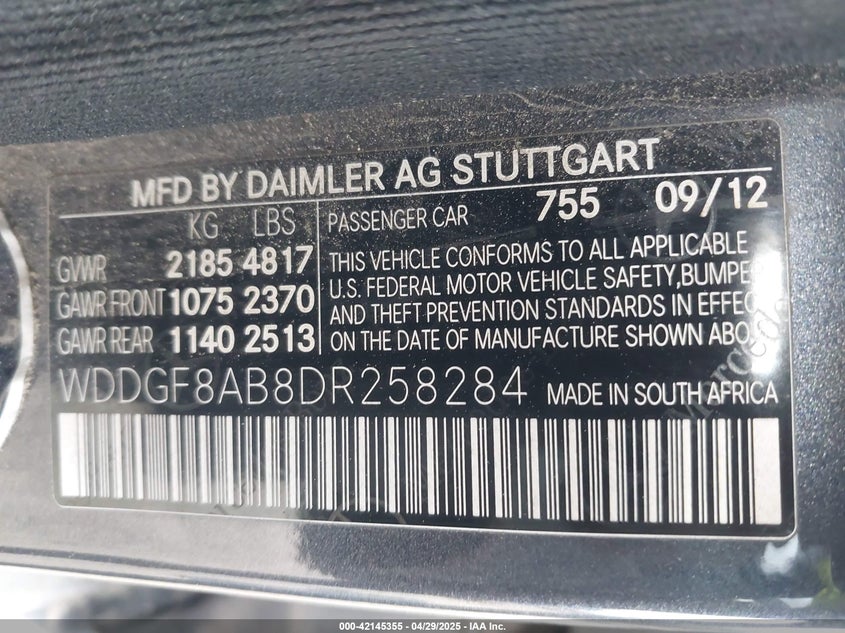 MFD BY DAIMLER AG STUTTGART
KG LBS PASSENGER CAR 755 09/12
GVWR 2185 4817 THIS VEHICLE CONFORMS TO ALL APPLICABLE
GAWR FRONT 1075 2370 U.S. FEDERAL MOTOR VEHICLE SAFETY,BUMPE
AND THEFT PREVENTION STANDARDS IN EFFEC
GAWR REAR 1140 2513 ON THE DATE OF MANUFACTURE SHOWN ABO
WDDGF8AB8DR258284 MADE IN SOUTH AFRICA
000-42145355 | 04/29/2025 - IAA Inc.